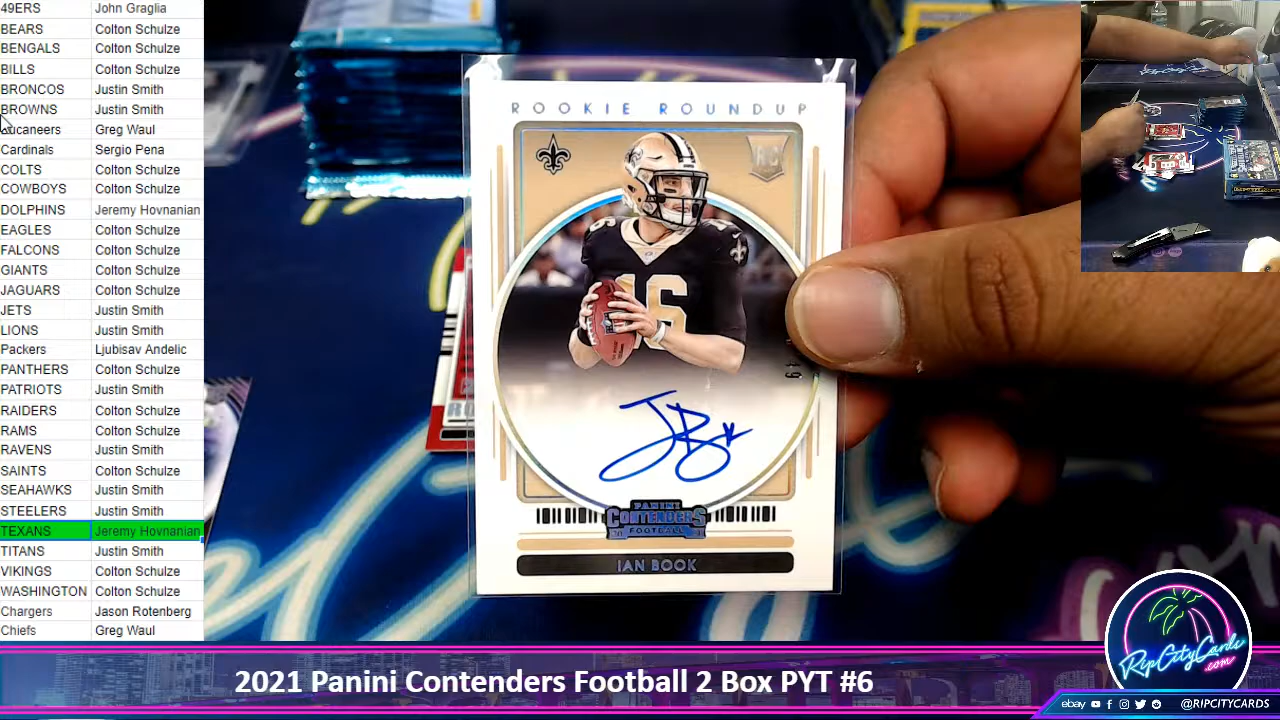 49ERS John Graglia
BEARS Colton Schulze
BENGALS Colton Schulze
BILLS Colton Schulze
BRONCOS Justin Smith
BROWNS Justin Smith
ucaneers Greg Waul
Cardinals Sergio Pena
COLTS Colton Schulze
COWBOYS Colton Schulze
DOLPHINS Jeremy Hovnanian
EAGLES Colton Schulze
FALCONS Colton Schulze
GIANTS Colton Schulze
JAGUARS Colton Schulze
JETS Justin Smith
LIONS Justin Smith
Packers Ljubisav Andelic
PANTHERS Colton Schulze
PATRIOTS Justin Smith
RAIDERS Colton Schulze
RAMS Colton Schulze
RAVENS Justin Smith
SAINTS Colton Schulze
SEAHAWKS Justin Smith
STEELERS Justin Smith
TEXANS Jeremy Hovnanian
TITANS Justin Smith
VIKINGS Colton Schulze
WASHINGTON Colton Schulze
Chargers Jason Rotenberg
Chiefs Greg Waul
ROOKIE ROUNDUP
RC
16
16
PANINI
CONTENDERS
FOOTBALL
IAN BOOK
2021 Panini Contenders Football 2 Box PYT #6
RipCityCards
.com
ebay @RIPCITYCARDS